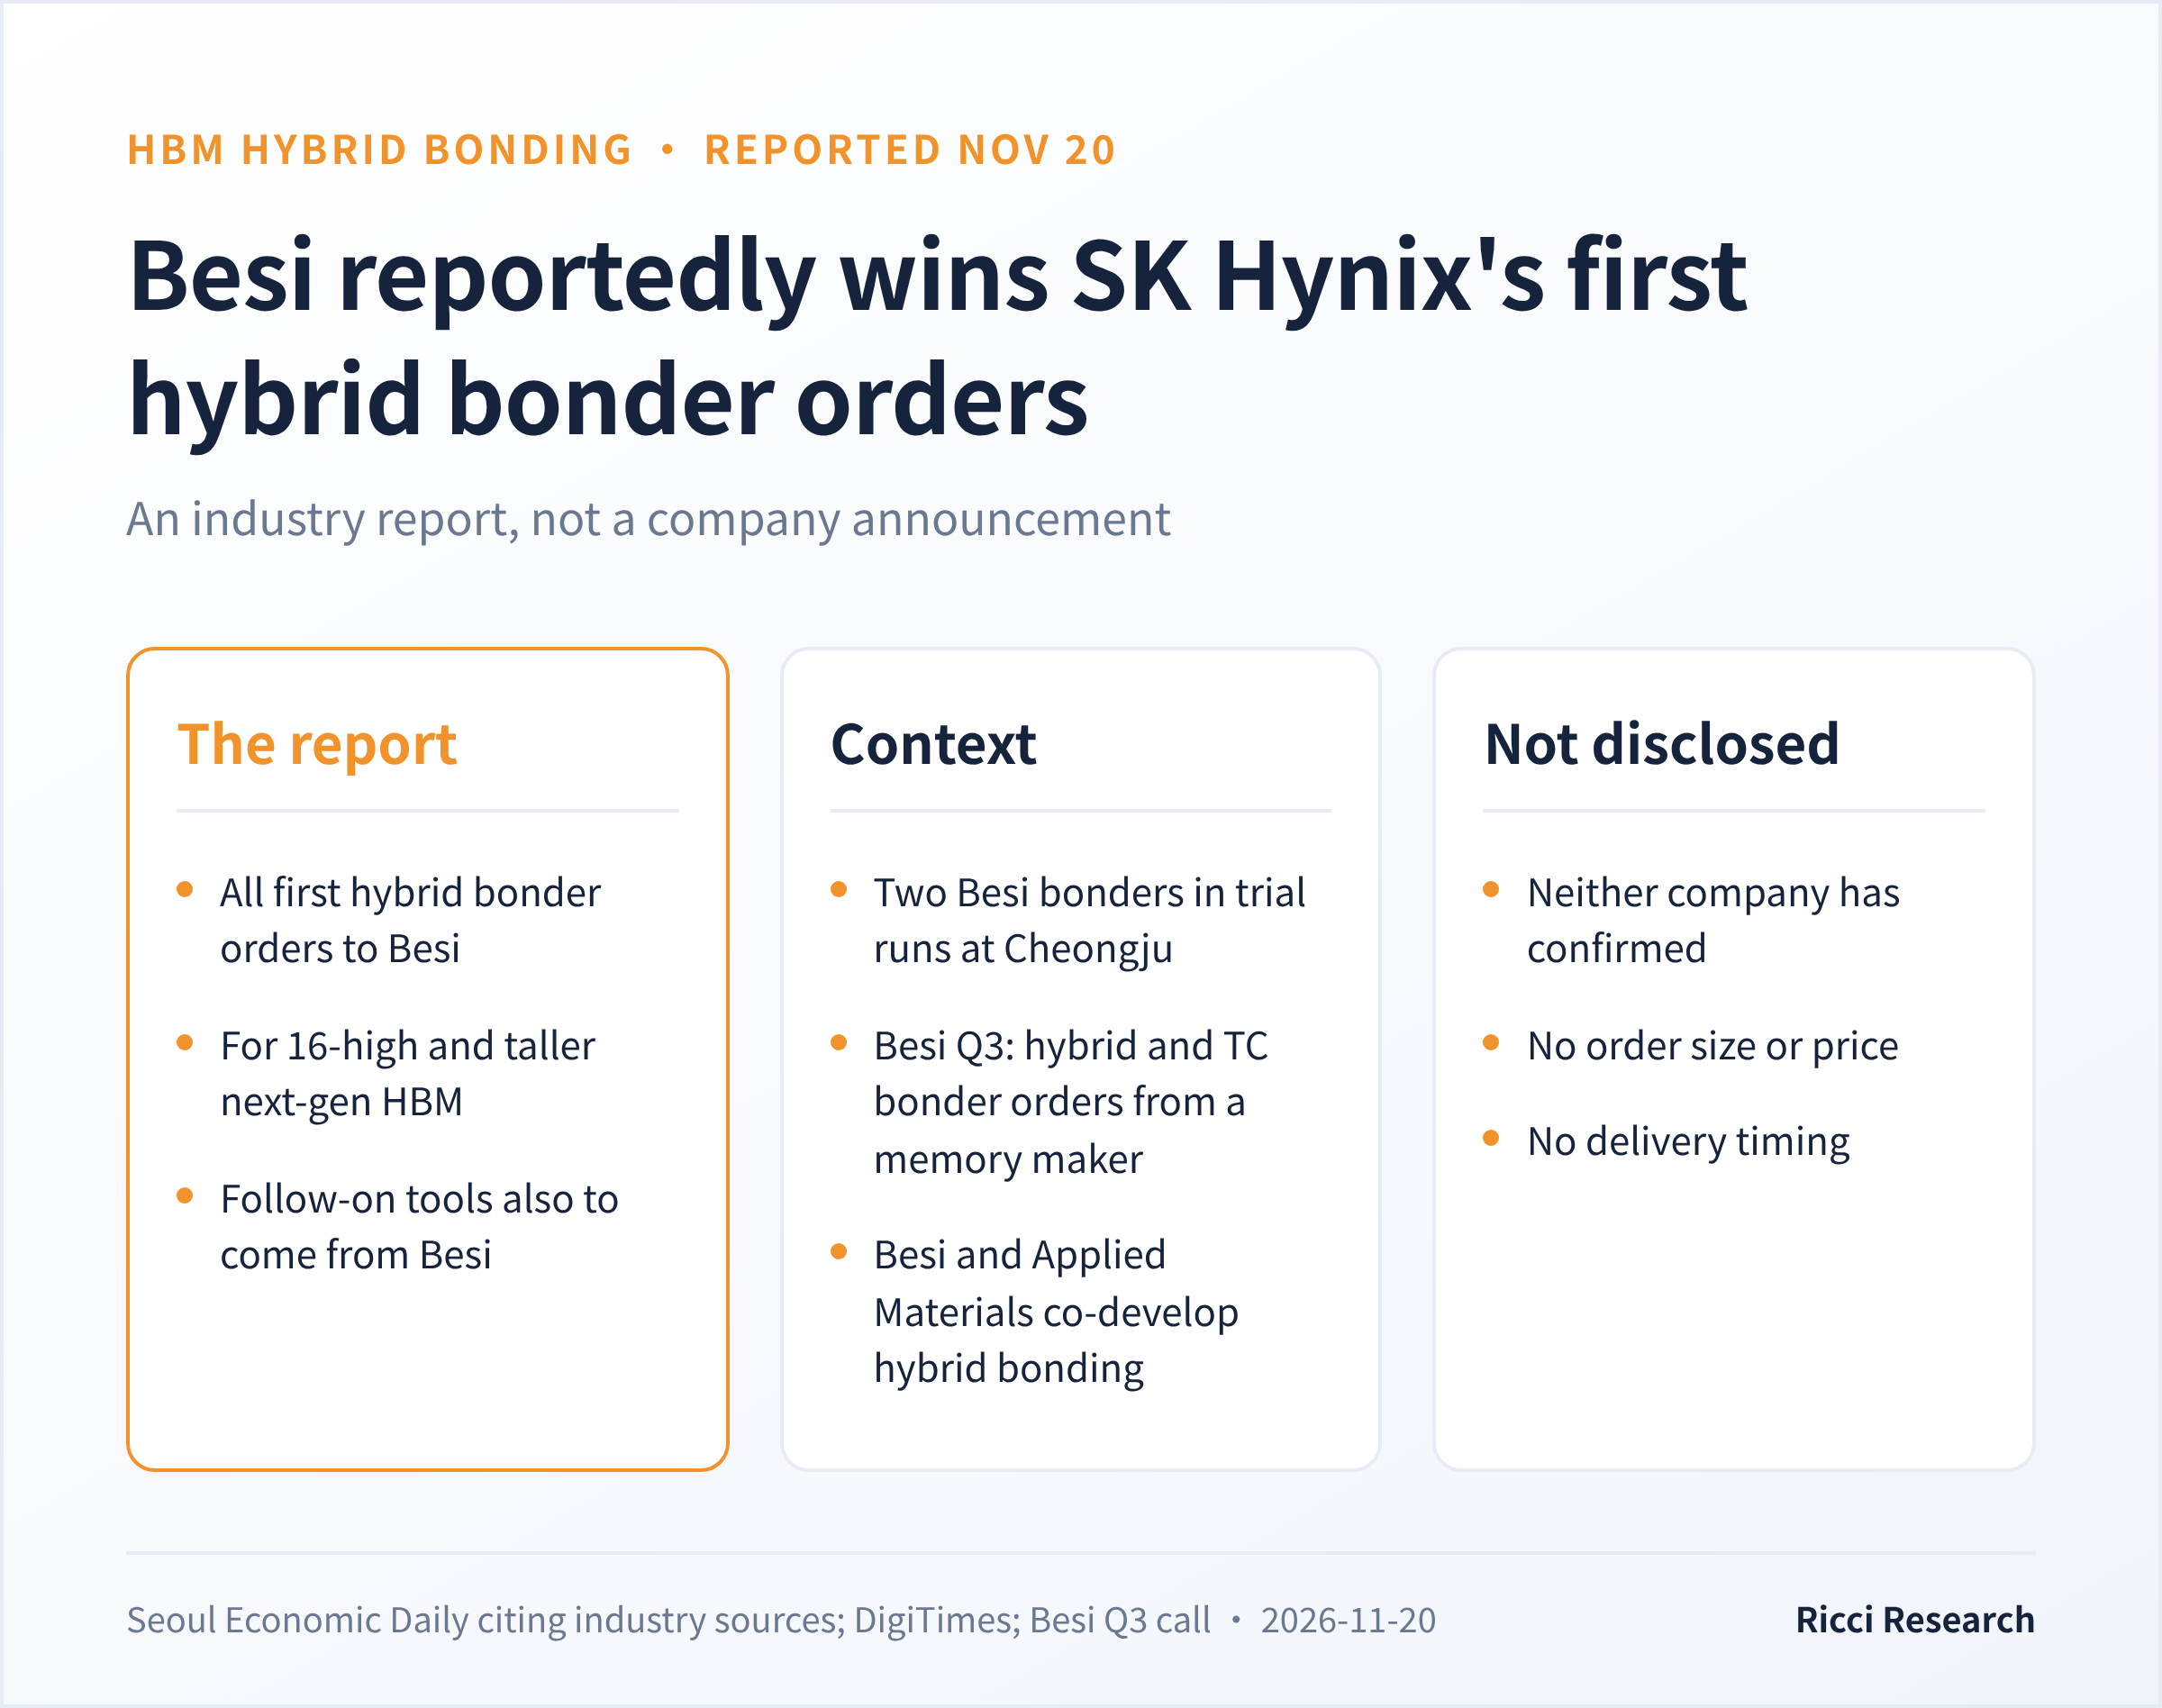 HBM HYBRID BONDING • REPORTED NOV 20
Besi reportedly wins SK Hynix's first
hybrid bonder orders
An industry report, not a company announcement
The report
• All first hybrid bonder
orders to Besi
• For 16-high and taller
next-gen HBM
• Follow-on tools also to
come from Besi
Context
• Two Besi bonders in trial
runs at Cheongju
• Besi Q3: hybrid and TC
bonder orders from a
memory maker
• Besi and Applied
Materials co-develop
hybrid bonding
Not disclosed
• Neither company has
confirmed
• No order size or price
• No delivery timing
Seoul Economic Daily citing industry sources; DigiTimes; Besi Q3 call • 2026-11-20
Ricci Research